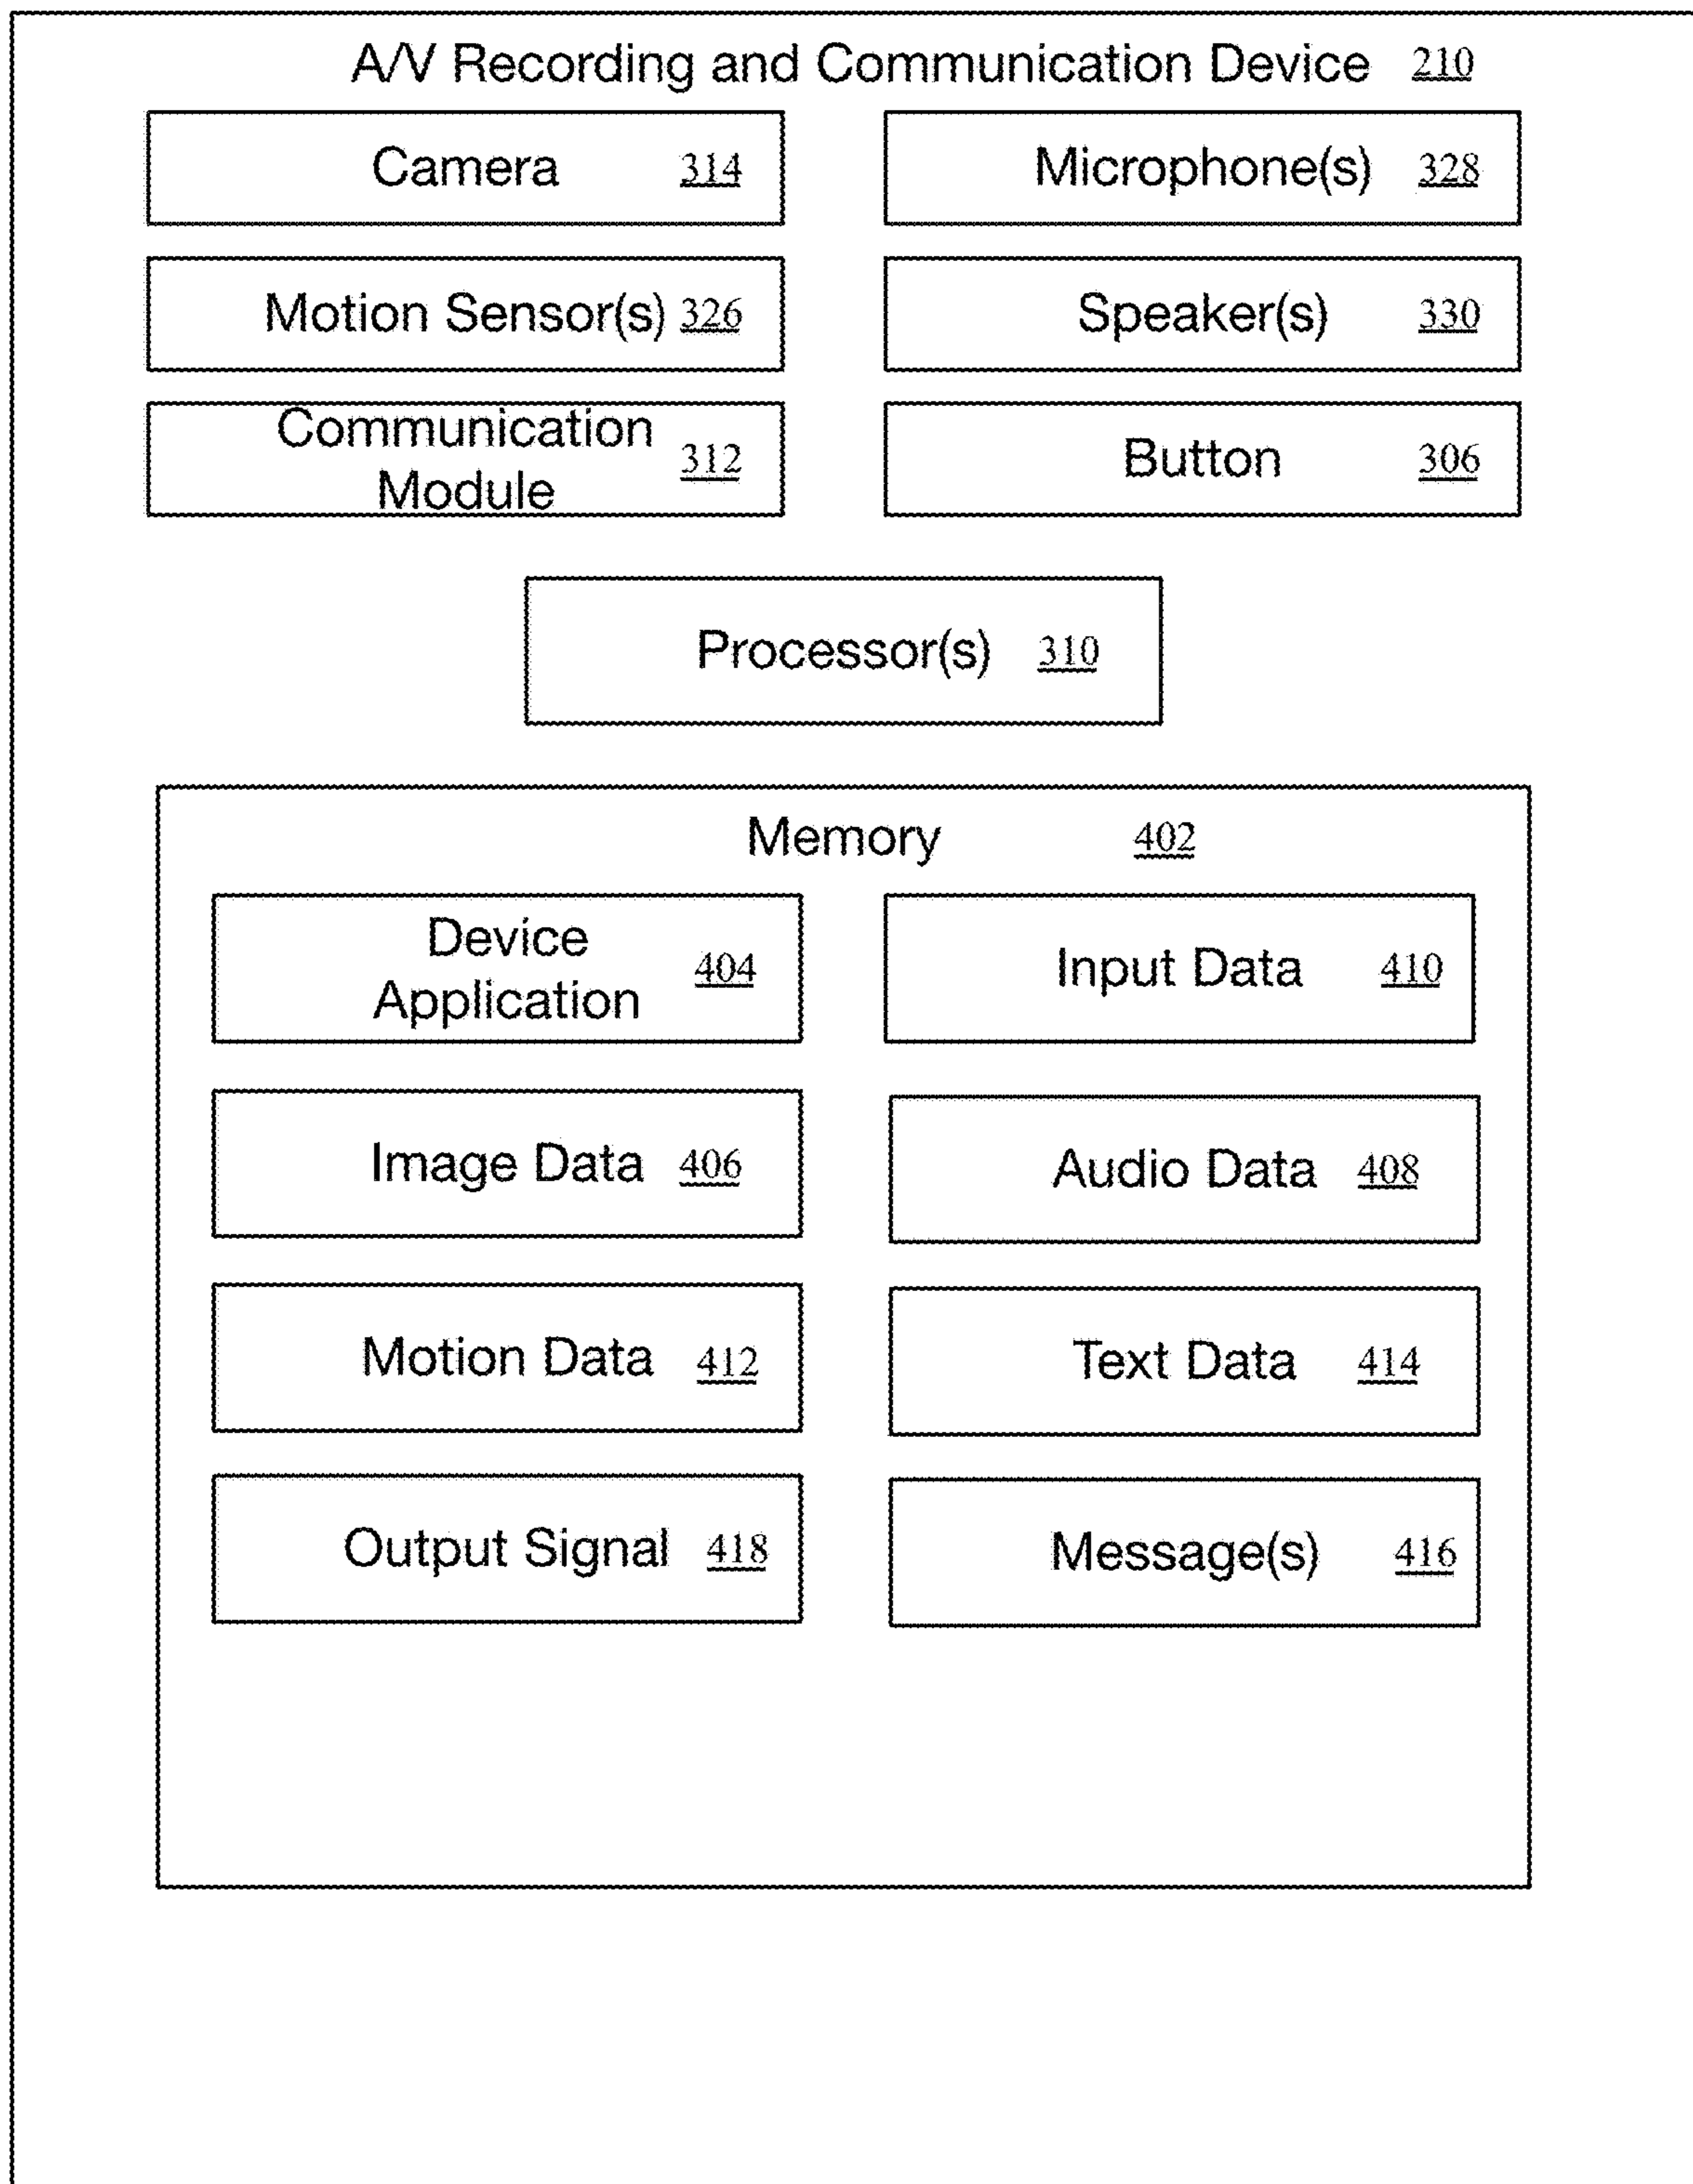 A/V Recording and Communication Device 210
Camera 314
Microphone(s) 328
Motion Sensor(s) 326
Speaker(s) 330
Communication
Module 312
Button 306
Processor(s) 310
Memory 402
Device
Application 404
Input Data 410
Image Data 406
Audio Data 408
Motion Data 412
Text Data 414
Output Signal 418
Message(s) 416